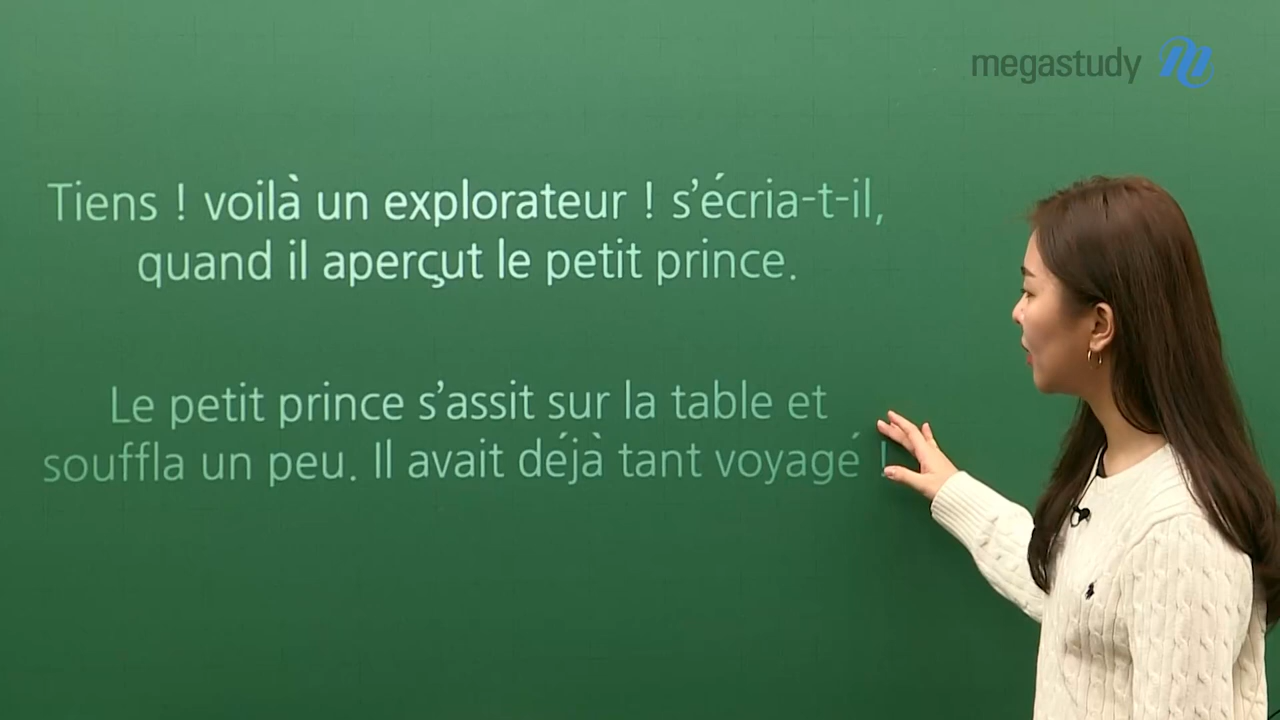 megastudy
Tiens ! voilà un explorateur ! s'écria-t-il,
quand il aperçut le petit prince.
Le petit prince s'assit sur la table et
souffla un peu. Il avait déjà tant voyagé !